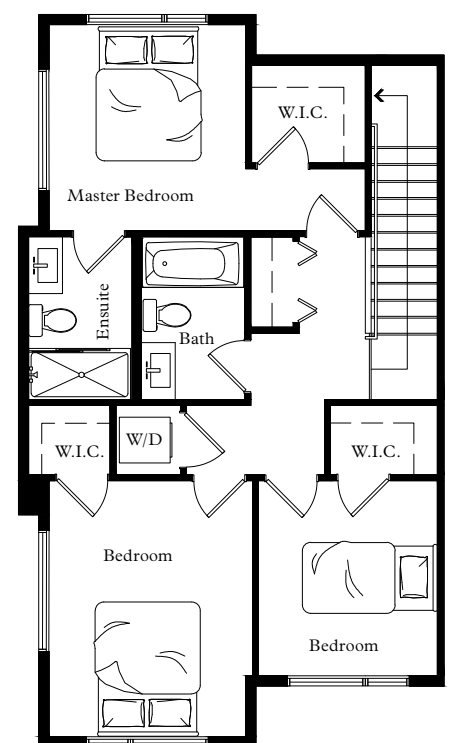 W.I.C.
Master Bedroom
Ensuite
Bath
W/D
W.I.C.
W.I.C.
Bedroom
Bedroom